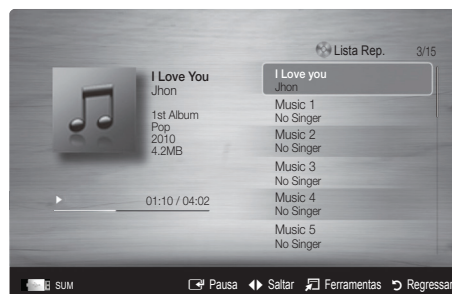 Lista Rep. 3/15
I Love You
Jhon
1st Album
Pop
2010
4.2MB
01:10 / 04:02
I Love you
Jhon
Music 1
No Singer
Music 2
No Singer
Music 3
No Singer
Music 4
No Singer
Music 5
No Singer
SUM Pausa Saltar Ferramentas Regressar